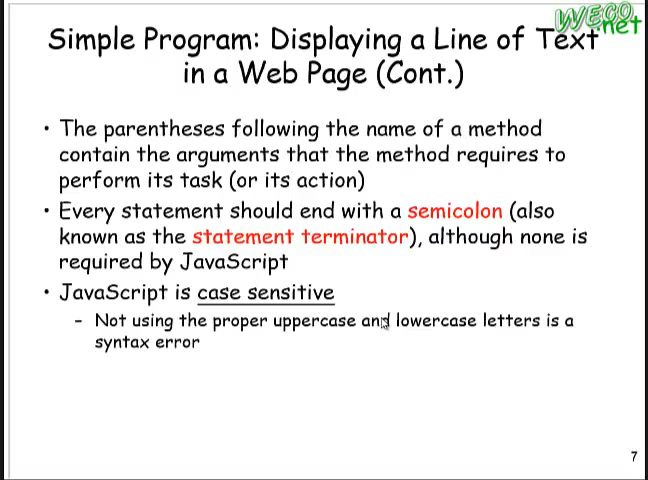 WECO.net
Simple Program: Displaying a Line of Text
in a Web Page (Cont.)
• The parentheses following the name of a method
contain the arguments that the method requires to
perform its task (or its action)
• Every statement should end with a semicolon (also
known as the statement terminator), although none is
required by JavaScript
• JavaScript is case sensitive
– Not using the proper uppercase and lowercase letters is a
syntax error
7